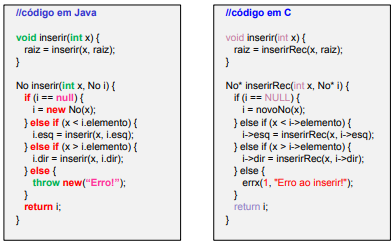 //código em Java
void inserir(int x) {
raiz = inserir(x, raiz);
}
No inserir(int x, No i) {
if (i == null) {
i = new No(x);
} else if (x < i.elemento) {
i.esq = inserir(x, i.esq);
} else if (x > i.elemento) {
i.dir = inserir(x, i.dir);
} else {
throw new(“Erro!”);
}
return i;
}
//código em C
void inserir(int x) {
raiz = inserirRec(x, raiz);
}
No* inserirRec(int x, No* i) {
if (i == NULL) {
i = novoNo(x);
} else if (x < i->elemento) {
i->esq = inserirRec(x, i->esq);
} else if (x > i->elemento) {
i->dir = inserirRec(x, i->dir);
} else {
errx(1, "Erro ao inserir!");
}
return i;
}